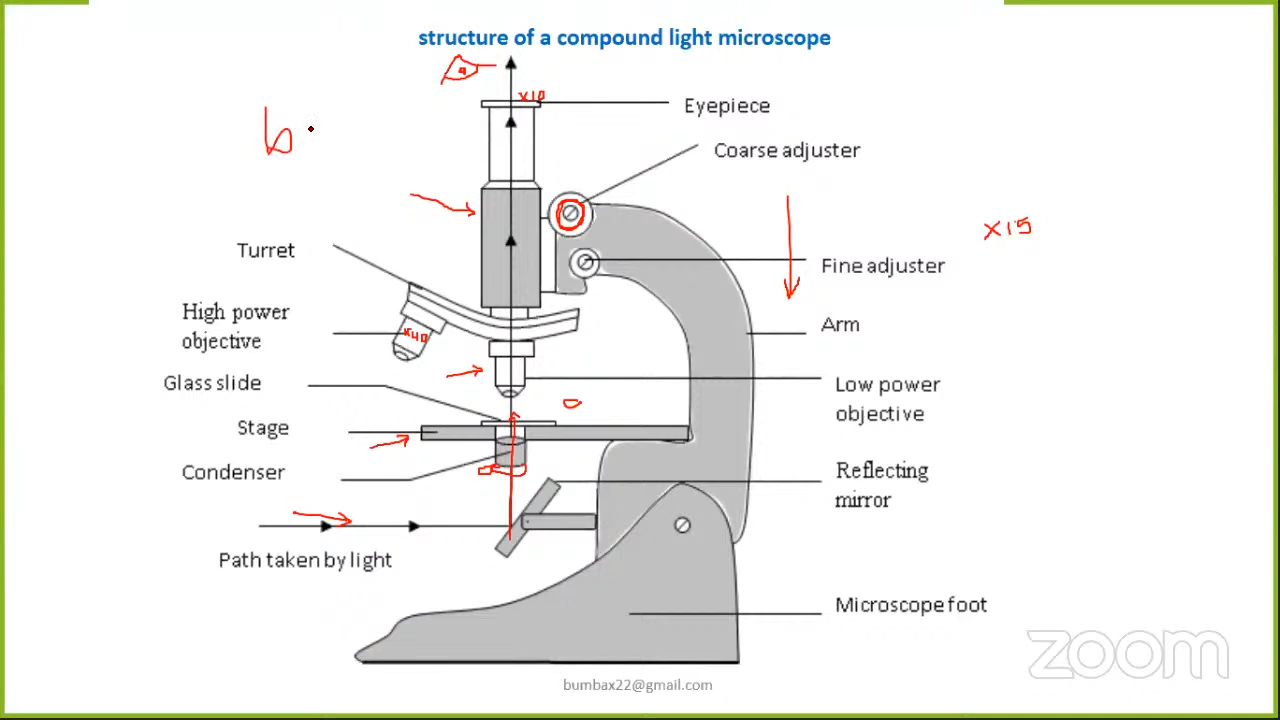 structure of a compound light microscope
x10
Eyepiece
b
Coarse adjuster
x15
Turret
Fine adjuster
High power
objective
x40
Arm
Glass slide
Low power
objective
Stage
Condenser
Reflecting
mirror
Path taken by light
Microscope foot
zoom
bumbax22@gmail.com